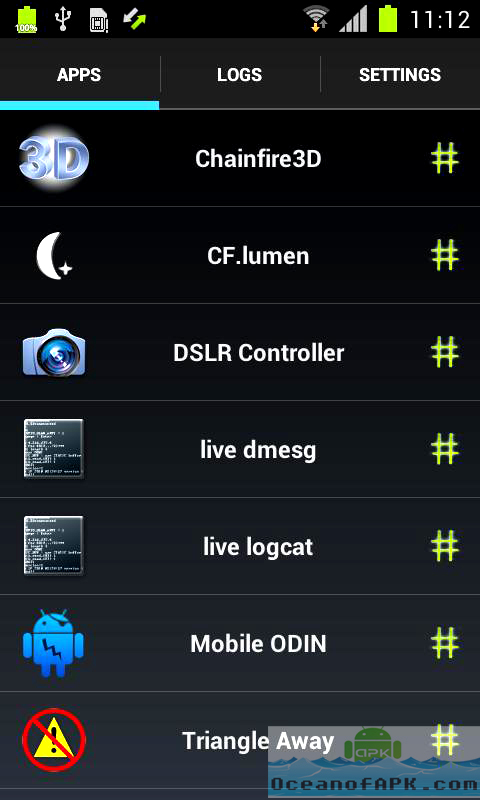 100%
11:12
APPS
LOGS
SETTINGS
3D
Chainfire3D
#
CF.lumen
#
DSLR Controller
#
live dmesg
#
live logcat
#
Mobile ODIN
#
Triangle Away
#
APK
OceanofAPK.com